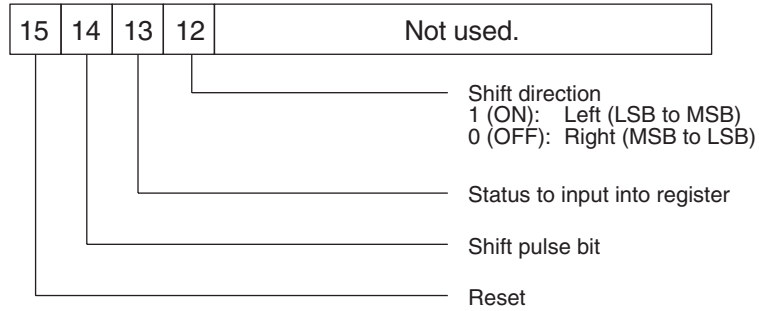 15 14 13 12 Not used.
Shift direction
1 (ON): Left (LSB to MSB)
0 (OFF): Right (MSB to LSB)
Status to input into register
Shift pulse bit
Reset